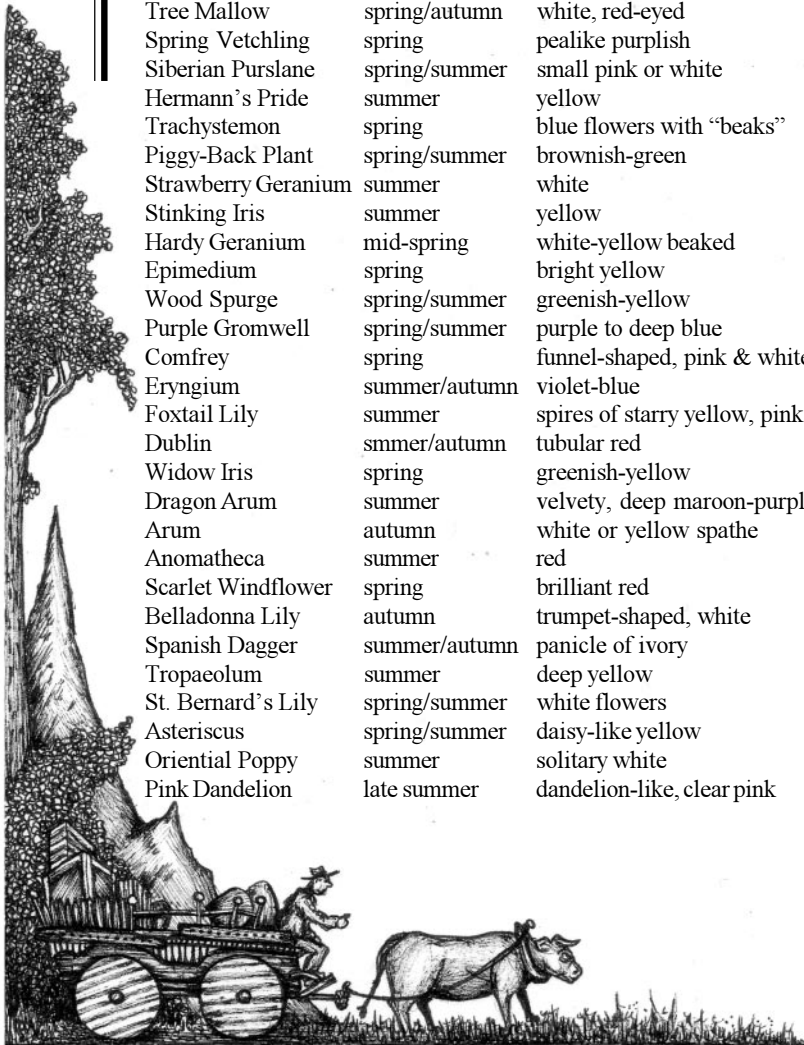 Tree Mallow spring/autumn white, red-eyed
Spring Vetchling spring pealike purplish
Siberian Purslane spring/summer small pink or white
Hermann’s Pride summer yellow
Trachystemon spring blue flowers with “beaks”
Piggy-Back Plant spring/summer brownish-green
Strawberry Geranium summer white
Stinking Iris summer yellow
Hardy Geranium mid-spring white-yellow beaked
Epimedium spring bright yellow
Wood Spurge spring/summer greenish-yellow
Purple Gromwell spring/summer purple to deep blue
Comfrey spring funnel-shaped, pink & white
Eryngium summer/autumn violet-blue
Foxtail Lily summer spires of starry yellow, pink
Dublin smmer/autumn tubular red
Widow Iris spring greenish-yellow
Dragon Arum summer velvety, deep maroon-purpl
Arum autumn white or yellow spathe
Anomatheca summer red
Scarlet Windflower spring brilliant red
Belladonna Lily autumn trumpet-shaped, white
Spanish Dagger summer/autumn panicle of ivory
Tropaeolum summer deep yellow
St. Bernard’s Lily spring/summer white flowers
Asteriscus spring/summer daisy-like yellow
Oriential Poppy summer solitary white
Pink Dandelion late summer dandelion-like, clear pink